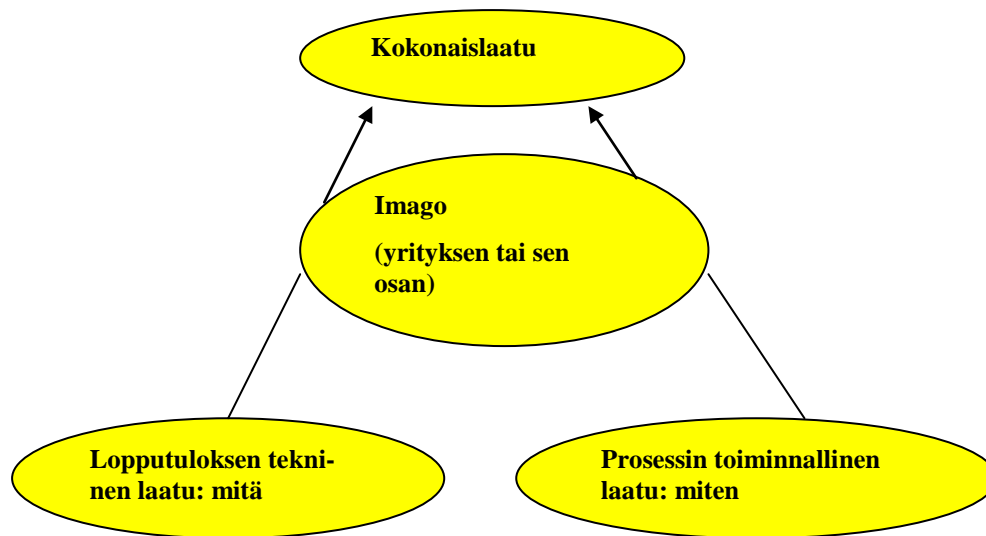 Kokonaislaatu
Imago
(yrityksen tai sen
osan)
Lopputuloksen tekni-
nen laatu: mitä
Prosessin toiminnallinen
laatu: miten